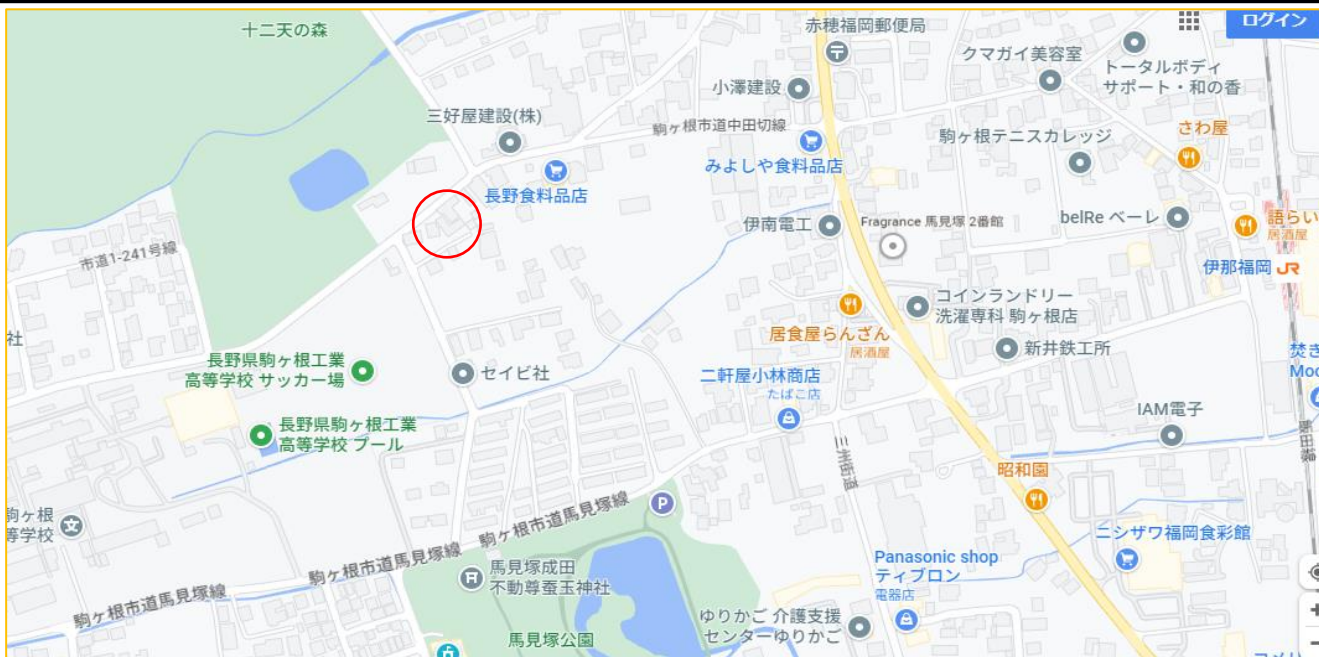 十二天の森
赤穂福岡郵便局
ログイン
クマガイ美容室
トータルボディ
サポート・和の香
小澤建設
三好屋建設(株)
駒ヶ根市道中田切線
駒ヶ根テニスカレッジ
さわ屋
みよしや食料品店
長野食料品店
伊南電工
Fragrance 馬見塚 2番館
belRe ベーレ
語らい
居酒屋
市道1-241号線
伊那福岡
JR
コインランドリー
洗濯専科 駒ヶ根店
社
居食屋らんざん
居酒屋
新井鉄工所
焚き
Moo
長野県駒ヶ根工業
高等学校 サッカー場
セイビ社
二軒屋小林商店
たばこ店
IAM電子
長野県駒ヶ根工業
高等学校 プール
三州街道
飯田線
昭和園
駒ヶ根
等学校
P
駒ヶ根市道馬見塚線
ニシザワ福岡食彩館
駒ヶ根市道馬見塚線
Panasonic shop
ティブロン
電器店
馬見塚成田
不動尊蚕玉神社
駒ヶ根市道馬見塚線
ゆりかご 介護支援
センターゆりかご
馬見塚公園